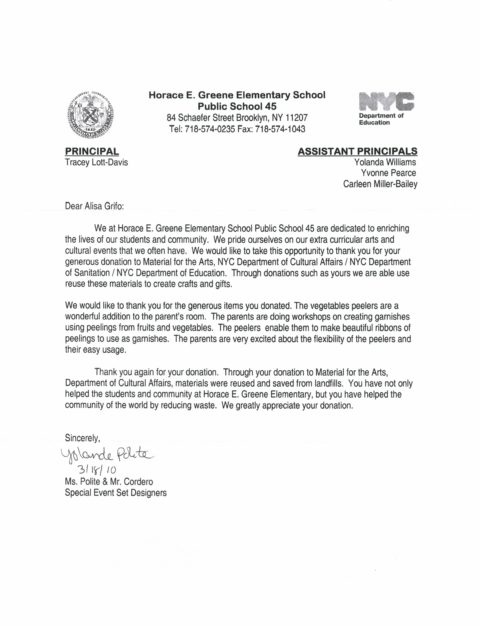 Horace E. Greene Elementary School
Public School 45
84 Schaefer Street Brooklyn, NY 11207
Tel: 718-574-0235 Fax: 718-574-1043
NYC
Department of
Education
PRINCIPAL
Tracey Lott-Davis
ASSISTANT PRINCIPALS
Yolanda Williams
Yvonne Pearce
Carleen Miller-Bailey
Dear Alisa Grifo:
We at Horace E. Greene Elementary School Public School 45 are dedicated to enriching
the lives of our students and community. We pride ourselves on our extra curricular arts and
cultural events that we often have. We would like to take this opportunity to thank you for your
generous donation to Material for the Arts, NYC Department of Cultural Affairs / NYC Department
of Sanitation / NYC Department of Education. Through donations such as yours we are able use
reuse these materials to create crafts and gifts.
We would like to thank you for the generous items you donated. The vegetables peelers are a
wonderful addition to the parent's room. The parents are doing workshops on creating garnishes
using peelings from fruits and vegetables. The peelers enable them to make beautiful ribbons of
peelings to use as garnishes. The parents are very excited about the flexibility of the peelers and
their easy usage.
Thank you again for your donation. Through your donation to Material for the Arts,
Department of Cultural Affairs, materials were reused and saved from landfills. You have not only
helped the students and community at Horace E. Greene Elementary, but you have helped the
community of the world by reducing waste. We greatly appreciate your donation.
Sincerely,
Yolande Polite
3/18/10
Ms. Polite & Mr. Cordero
Special Event Set Designers